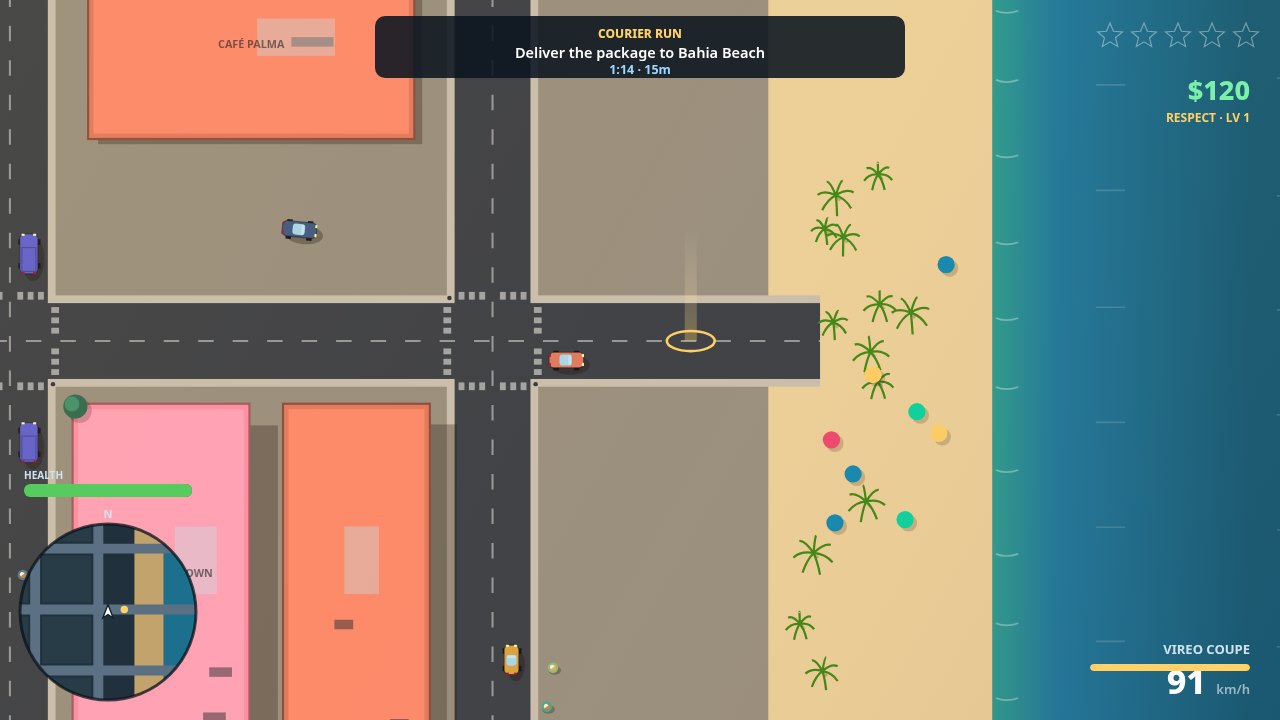 CAFÉ PALMA
COURIER RUN
Deliver the package to Bahia Beach
1:14 · 15m
$120
RESPECT · LV 1
HEALTH
N
OWN
VIREO COUPE
91 km/h